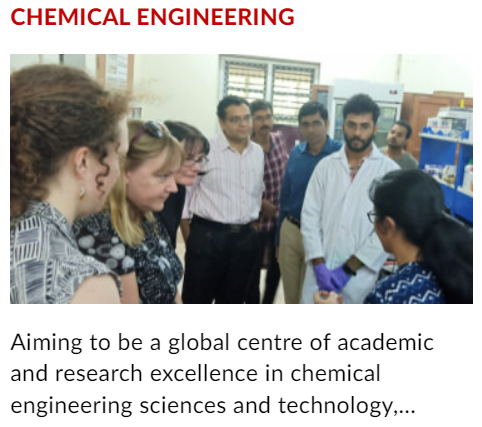 CHEMICAL ENGINEERING
Aiming to be a global centre of academic
and research excellence in chemical
engineering sciences and technology,...